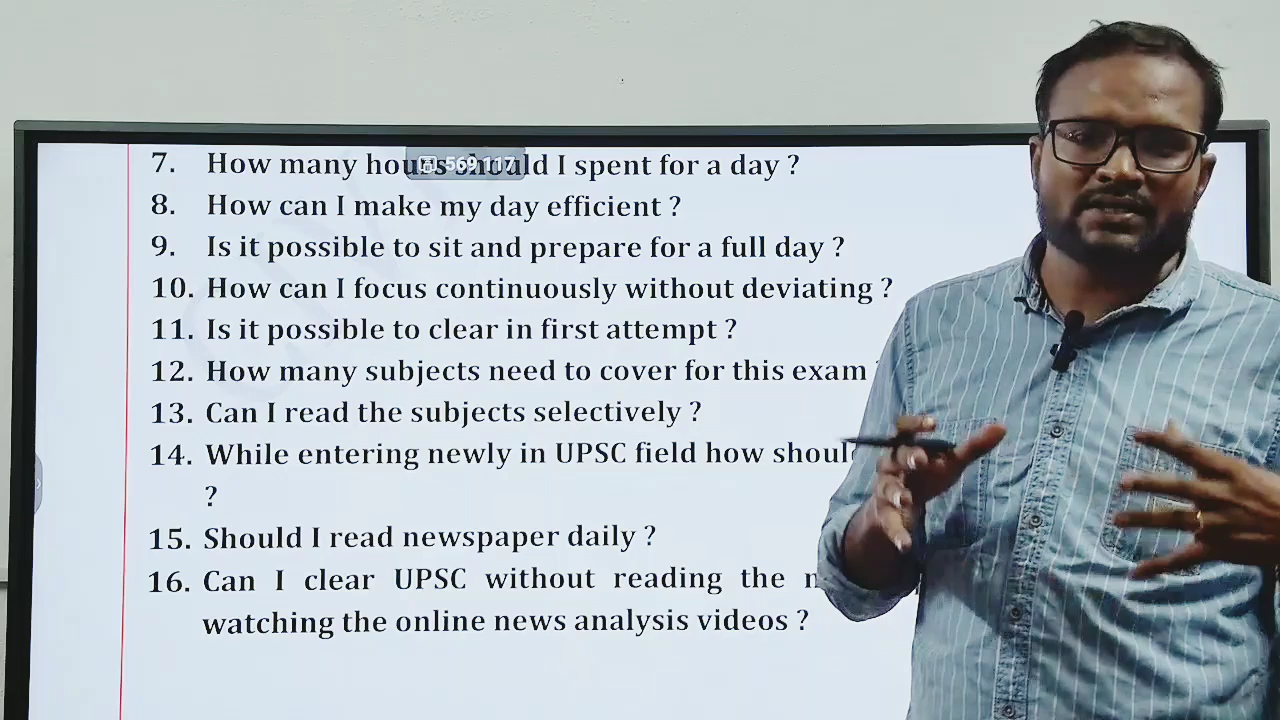 7. How many hours should I spent for a day ?
569 117
8. How can I make my day efficient ?
9. Is it possible to sit and prepare for a full day ?
10. How can I focus continuously without deviating ?
11. Is it possible to clear in first attempt ?
12. How many subjects need to cover for this exam
13. Can I read the subjects selectively ?
14. While entering newly in UPSC field how
?
15. Should I read newspaper daily ?
16. Can I clear UPSC without reading the
watching the online news analysis videos ?